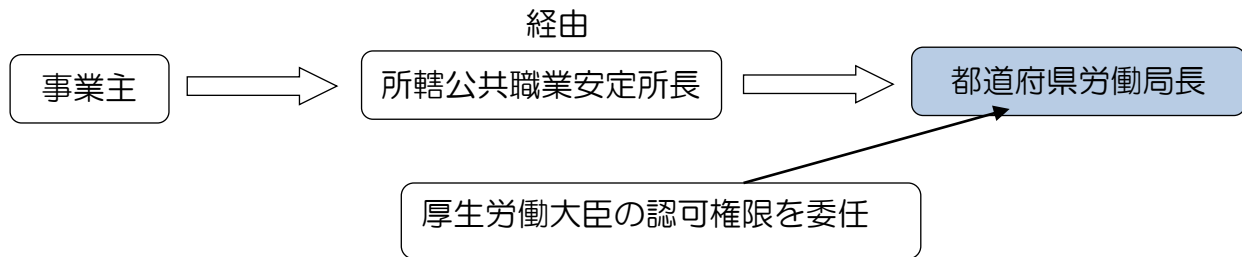 経由
事業主
所轄公共職業安定所長
都道府県労働局長
厚生労働大臣の認可権限を委任